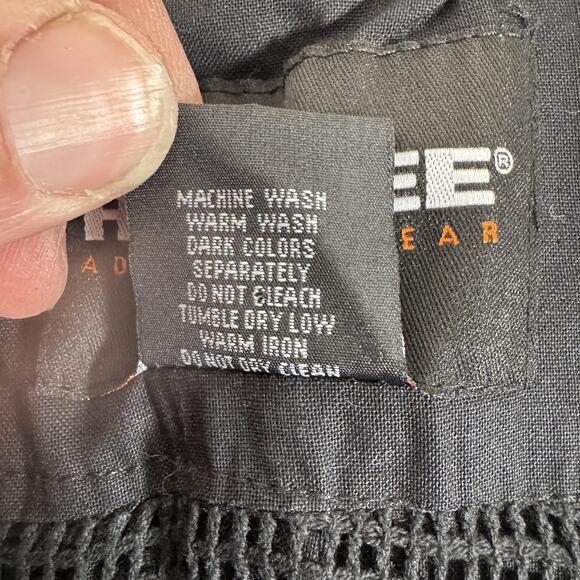 EE®
AD
EAR
MACHINE WASH
WARM WASH
DARK COLORS
SEPARATELY
DO NOT BLEACH
TUMBLE DRY LOW
WARM IRON
DO NOT DRY CLEAN